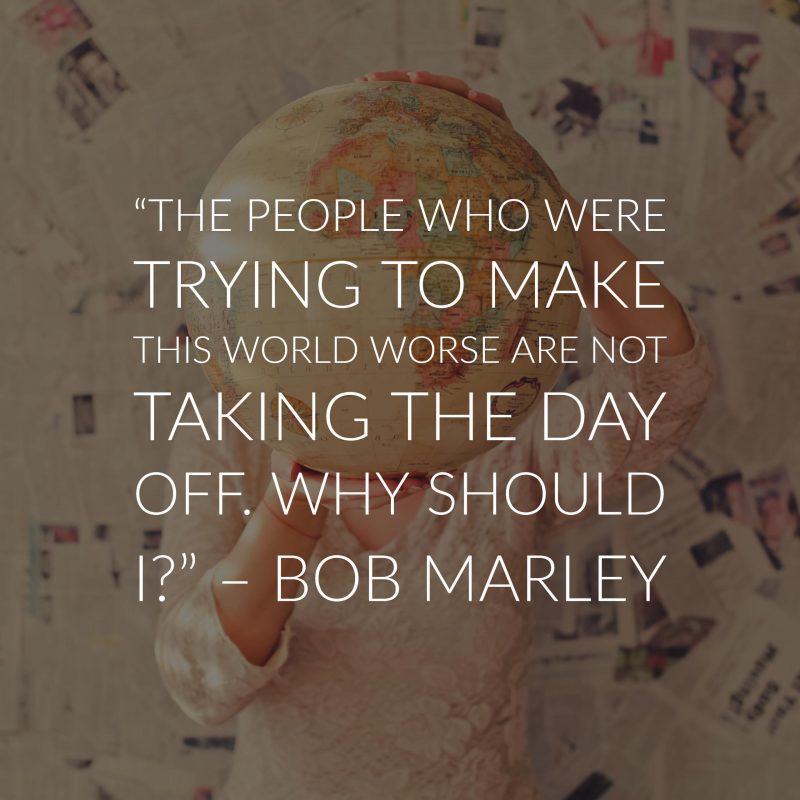 “THE PEOPLE WHO WERE
TRYING TO MAKE
THIS WORLD WORSE ARE NOT
TAKING THE DAY
OFF. WHY SHOULD
I?” – BOB MARLEY